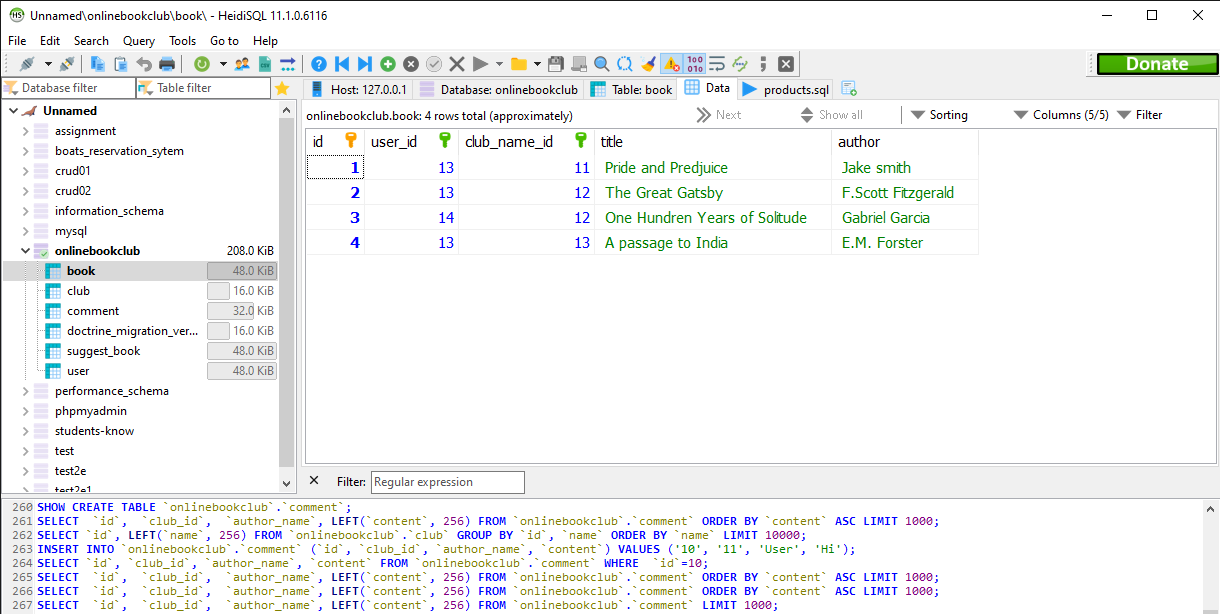 Unnamed\onlinebookclub\book\ - HeidiSQL 11.1.0.6116
File Edit Search Query Tools Go to Help
Donate
Database filter
Table filter
Host: 127.0.0.1
Database: onlinebookclub
Table: book
Data
products.sql
Unnamed
assignment
boats_reservation_sytem
crud01
crud02
information_schema
mysql
onlinebookclub 208.0 KiB
book 48.0 KiB
club 16.0 KiB
comment 32.0 KiB
doctrine_migration_ver... 16.0 KiB
suggest_book 48.0 KiB
user 48.0 KiB
performance_schema
phpmyadmin
students-know
test
test2e
test2e1
onlinebookclub.book: 4 rows total (approximately)
Next
Show all
Sorting
Columns (5/5)
Filter
id user_id club_name_id title author
1 13 11 Pride and Predjuice Jake smith
2 13 12 The Great Gatsby F.Scott Fitzgerald
3 14 12 One Hundren Years of Solitude Gabriel Garcia
4 13 13 A passage to India E.M. Forster
Filter: Regular expression
260 SHOW CREATE TABLE `onlinebookclub`.`comment`;
261 SELECT `id`, `club_id`, `author_name`, LEFT(`content`, 256) FROM `onlinebookclub`.`comment` ORDER BY `content` ASC LIMIT 1000;
262 SELECT `id`, LEFT(`name`, 256) FROM `onlinebookclub`.`club` GROUP BY `id`, `name` ORDER BY `name` LIMIT 10000;
263 INSERT INTO `onlinebookclub`.`comment` (`id`, `club_id`, `author_name`, `content`) VALUES ('10', '11', 'User', 'Hi');
264 SELECT `id`, `club_id`, `author_name`, `content` FROM `onlinebookclub`.`comment` WHERE `id`=10;
265 SELECT `id`, `club_id`, `author_name`, LEFT(`content`, 256) FROM `onlinebookclub`.`comment` ORDER BY `content` ASC LIMIT 1000;
266 SELECT `id`, `club_id`, `author_name`, LEFT(`content`, 256) FROM `onlinebookclub`.`comment` ORDER BY `content` ASC LIMIT 1000;
267 SELECT `id`, `club_id`, `author_name`, LEFT(`content`, 256) FROM `onlinebookclub`.`comment` LIMIT 1000;